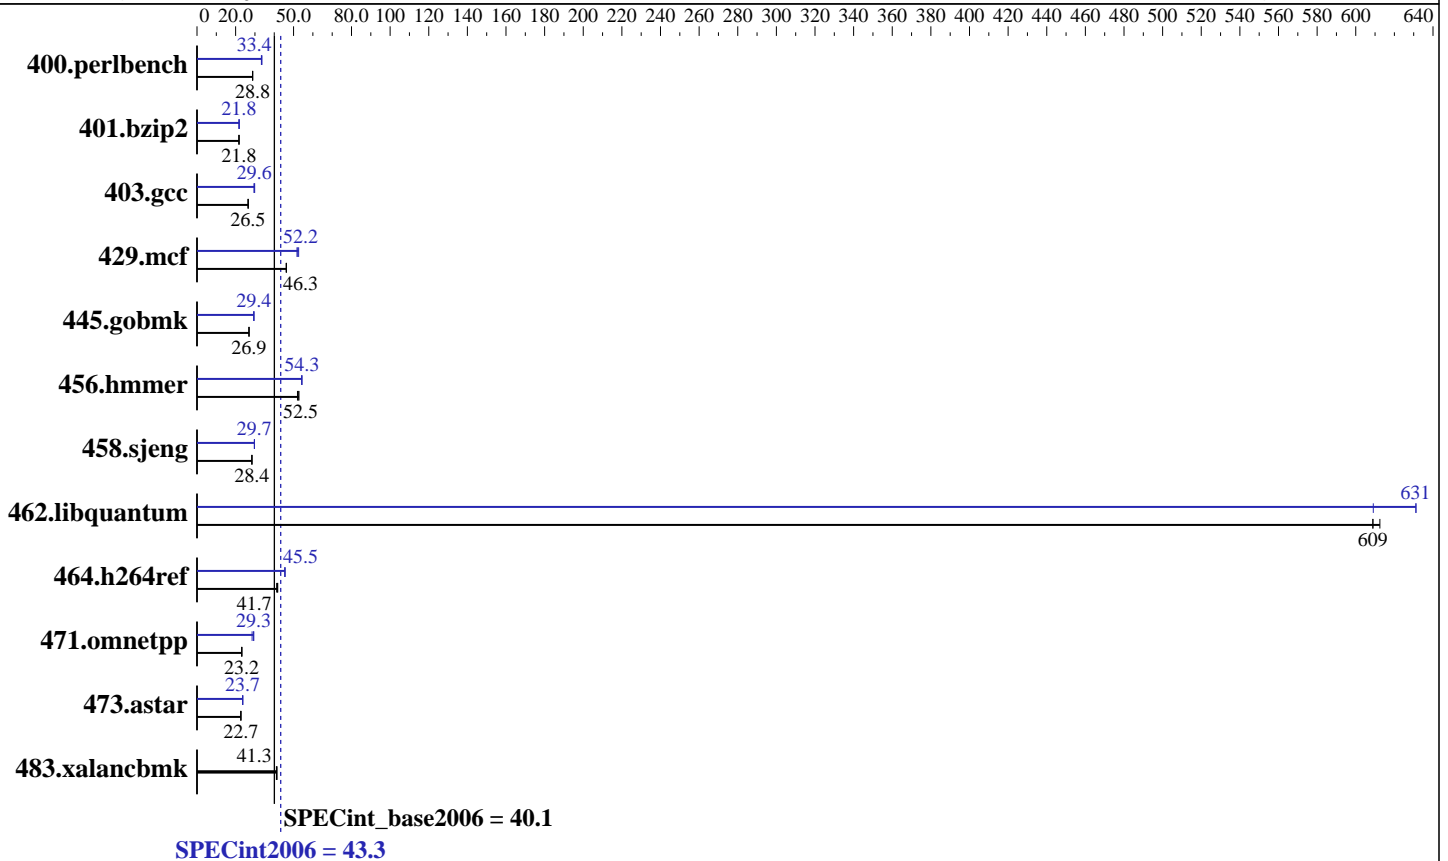 0 20.0 50.0 80.0 100 120 140 160 180 200 220 240 260 280 300 320 340 360 380 400 420 440 460 480 500 520 540 560 580 600 640
33.4
400.perlbench
28.8
21.8
401.bzip2
21.8
29.6
403.gcc
26.5
52.2
429.mcf
46.3
29.4
445.gobmk
26.9
54.3
456.hmmer
52.5
29.7
458.sjeng
28.4
631
462.libquantum
609
45.5
464.h264ref
41.7
29.3
471.omnetpp
23.2
23.7
473.astar
22.7
41.3
483.xalancbmk
SPECint_base2006 = 40.1
SPECint2006 = 43.3